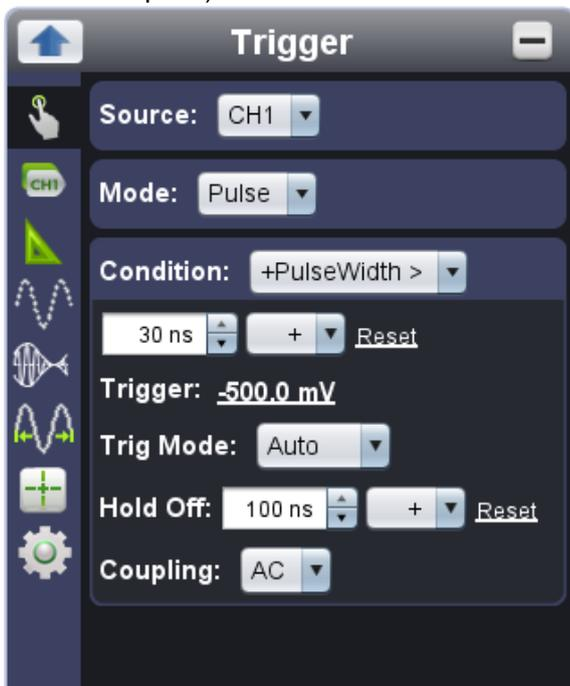 Trigger
Source: CH1
CH1
Mode: Pulse
Condition: +PulseWidth >
30 ns + Reset
Trigger: -500.0 mV
Trig Mode: Auto
Hold Off: 100 ns + Reset
Coupling: AC